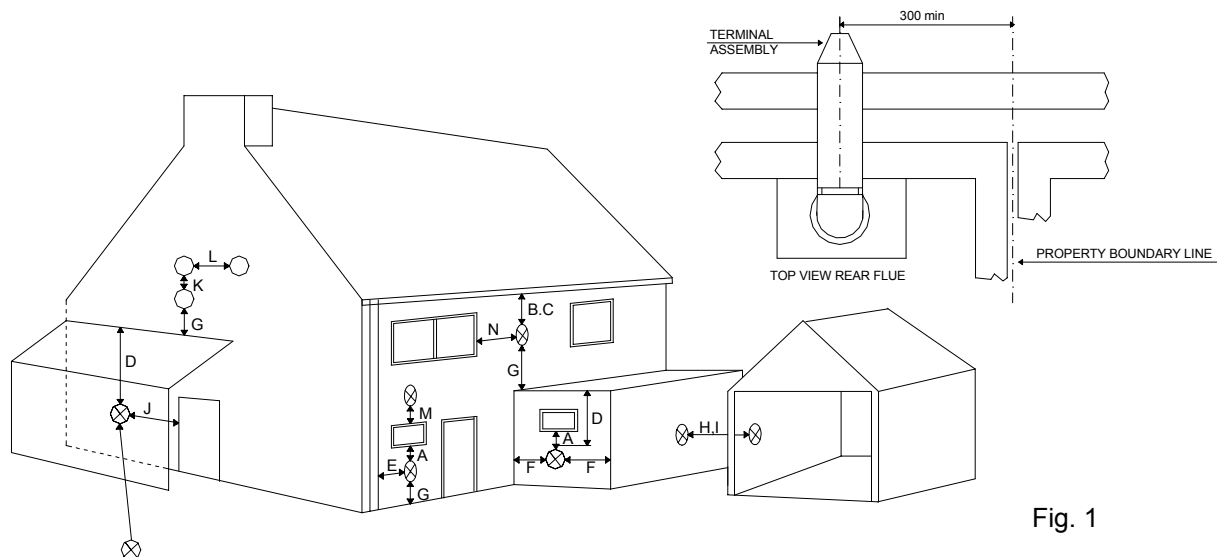 300 min
TERMINAL
ASSEMBLY
PROPERTY BOUNDARY LINE
TOP VIEW REAR FLUE
L
K
G
D
J
B.C
N
G
M
A
E
G
D
A
F
F
H,I
Fig. 1